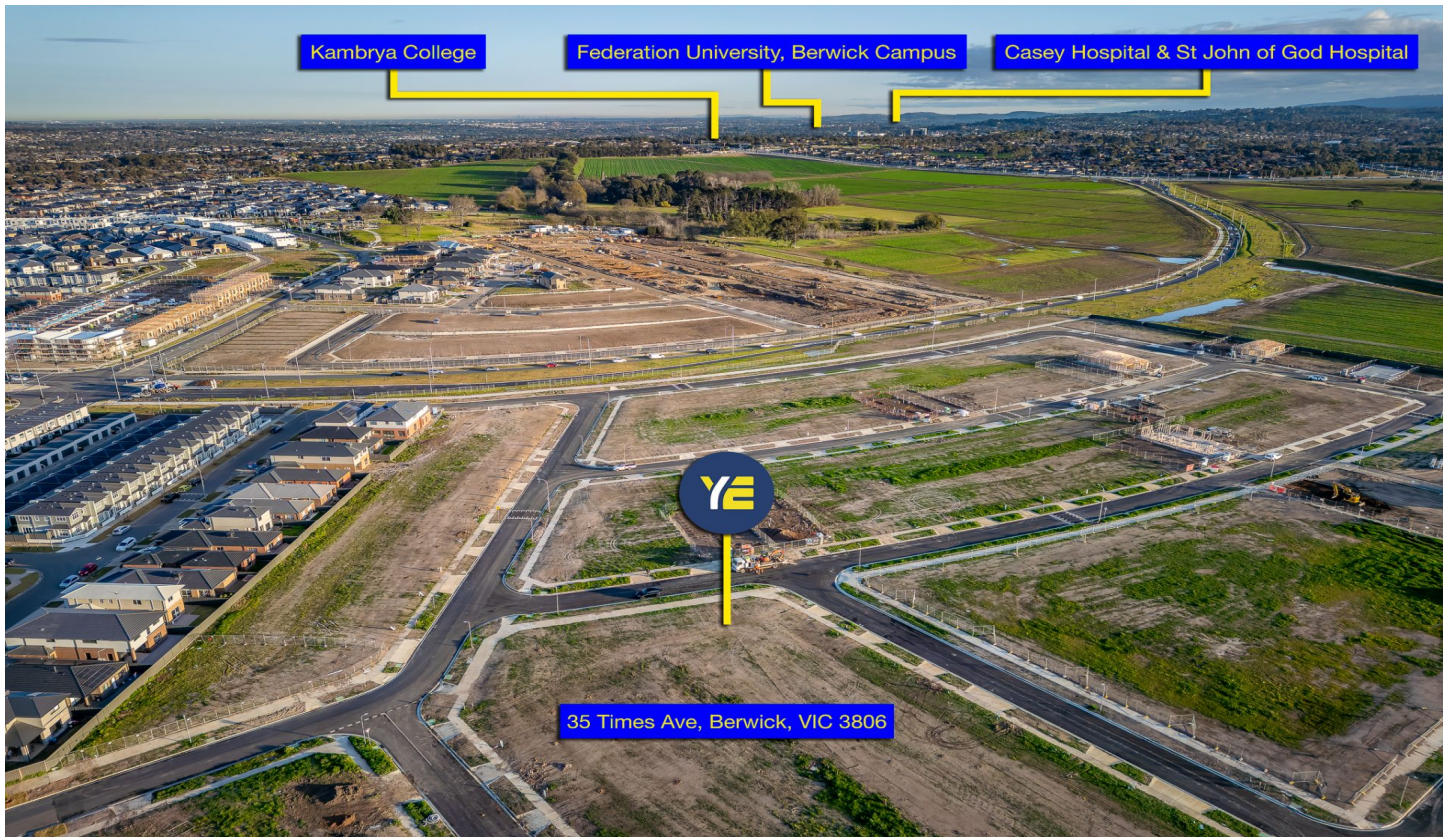 Kambrya College
Federation University, Berwick Campus
Casey Hospital & St John of God Hospital
YE
35 Times Ave, Berwick, VIC 3806